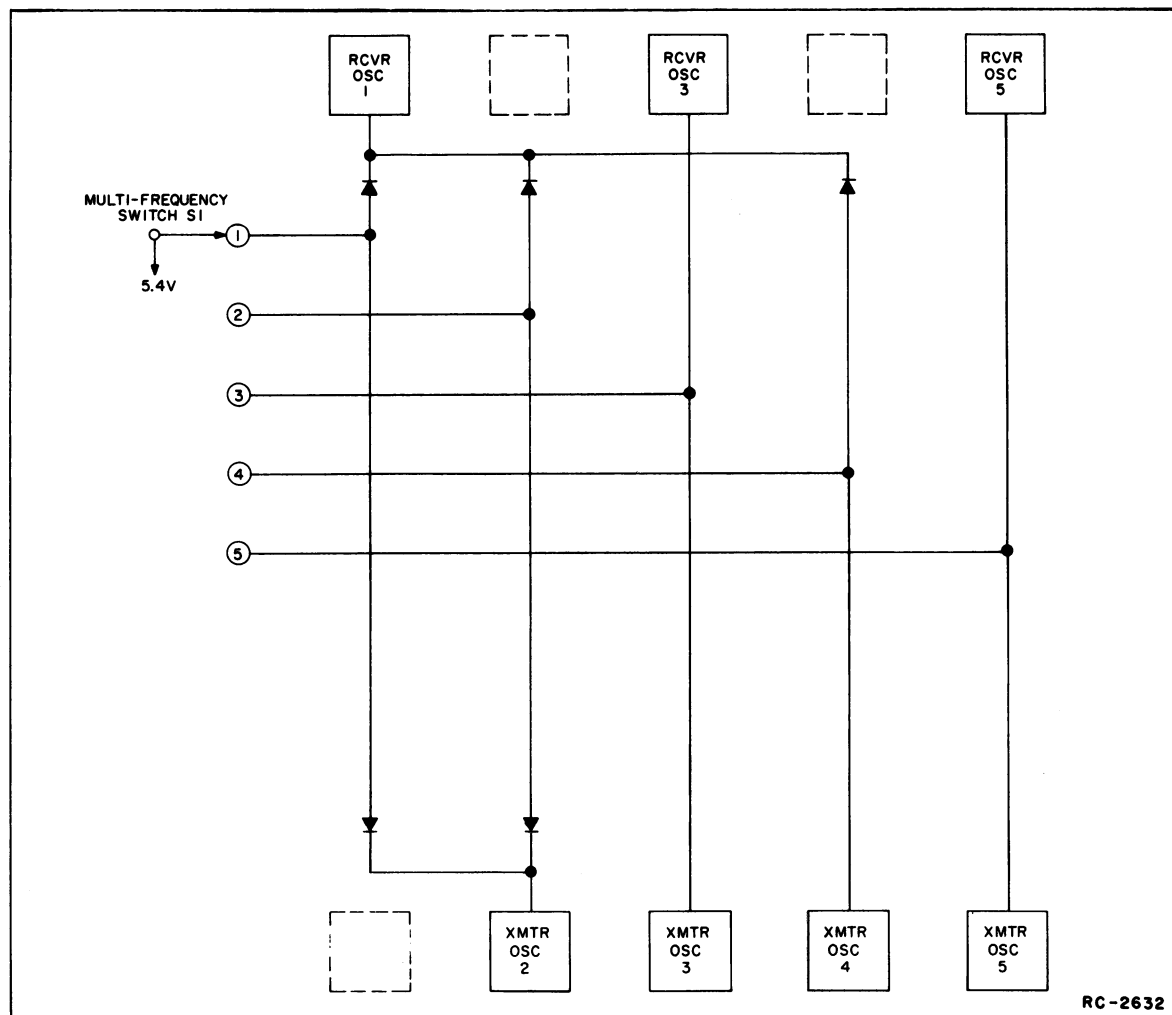 RCVR
OSC
1
RCVR
OSC
3
RCVR
OSC
5
MULTI-FREQUENCY
SWITCH S1
1
5.4V
2
3
4
5
XMTR
OSC
2
XMTR
OSC
3
XMTR
OSC
4
XMTR
OSC
5
RC-2632